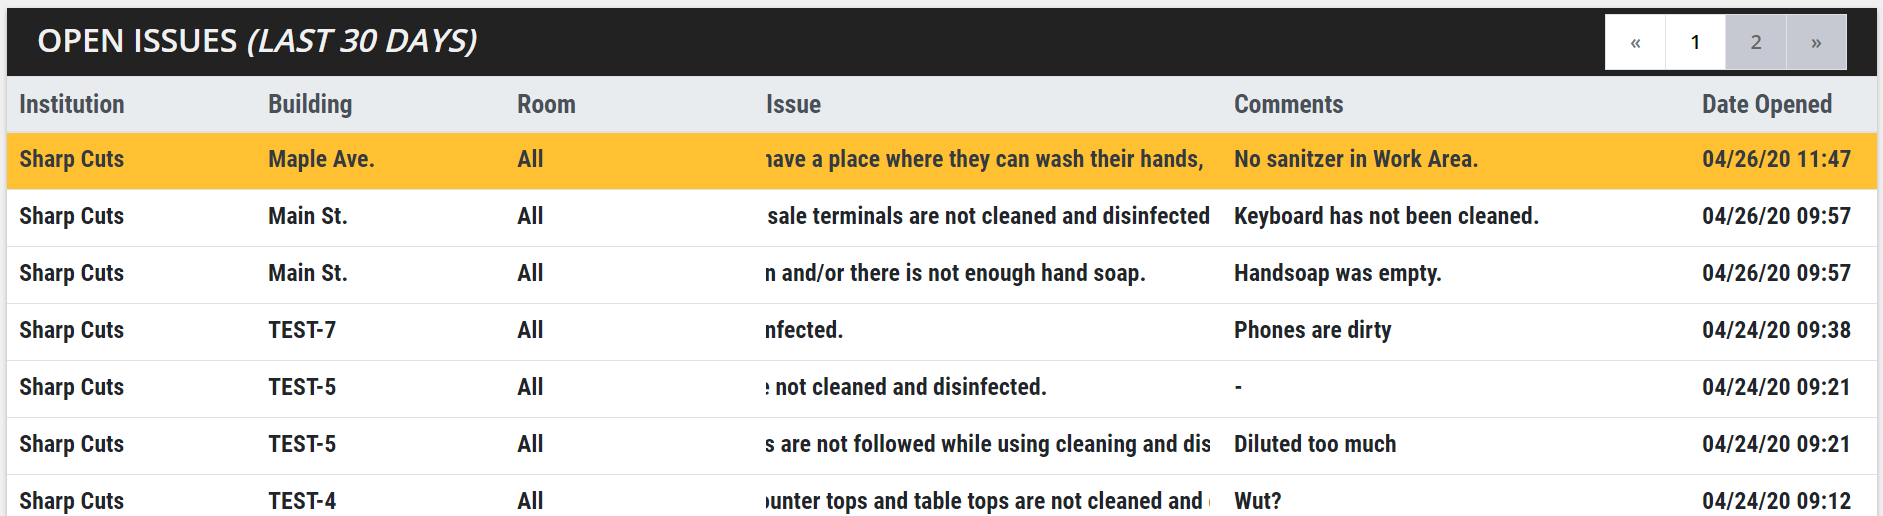 OPEN ISSUES (LAST 30 DAYS) « 1 2 »
Institution Building Room Issue Comments Date Opened
Sharp Cuts Maple Ave. All have a place where they can wash their hands, No sanitzer in Work Area. 04/26/20 11:47
Sharp Cuts Main St. All sale terminals are not cleaned and disinfected Keyboard has not been cleaned. 04/26/20 09:57
Sharp Cuts Main St. All n and/or there is not enough hand soap. Handsoap was empty. 04/26/20 09:57
Sharp Cuts TEST-7 All nfected. Phones are dirty 04/24/20 09:38
Sharp Cuts TEST-5 All not cleaned and disinfected. - 04/24/20 09:21
Sharp Cuts TEST-5 All s are not followed while using cleaning and dis Diluted too much 04/24/20 09:21
Sharp Cuts TEST-4 All ounter tops and table tops are not cleaned and Wut? 04/24/20 09:12